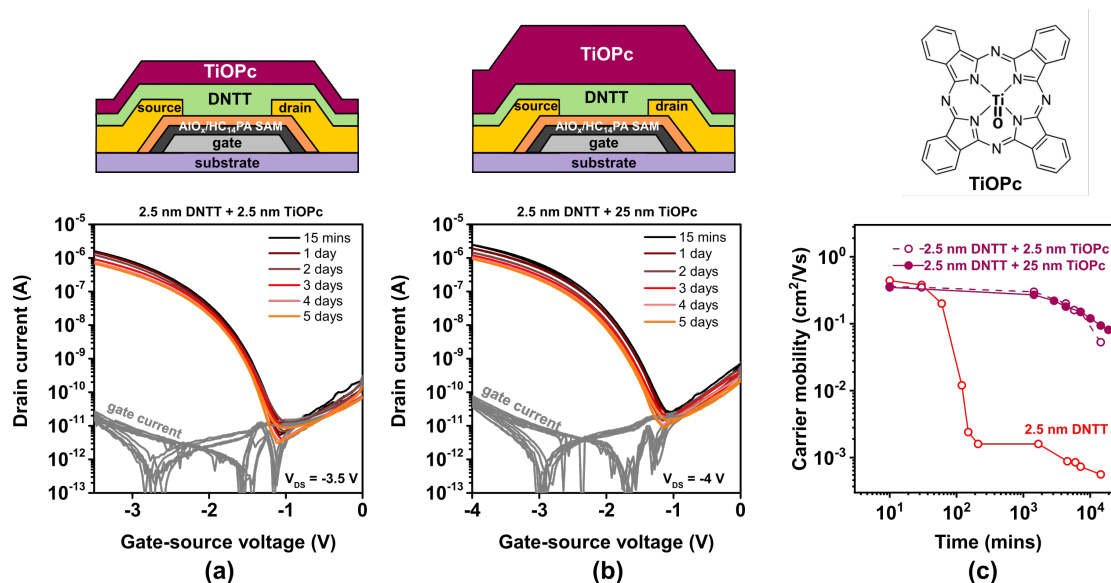 TiOPc
DNTT
source
drain
AlOₓ/HC₁₄PA SAM
gate
substrate
2.5 nm DNTT + 2.5 nm TiOPc
10⁻⁵
10⁻⁶
10⁻⁷
10⁻⁸
10⁻⁹
10⁻¹⁰
10⁻¹¹
10⁻¹²
10⁻¹³
Drain current (A)
15 mins
1 day
2 days
3 days
4 days
5 days
gate current
V_DS = -3.5 V
-3 -2 -1 0
Gate-source voltage (V)
(a)
TiOPc
DNTT
source
drain
AlOₓ/HC₁₄PA SAM
gate
substrate
2.5 nm DNTT + 25 nm TiOPc
10⁻⁵
10⁻⁶
10⁻⁷
10⁻⁸
10⁻⁹
10⁻¹⁰
10⁻¹¹
10⁻¹²
10⁻¹³
Drain current (A)
15 mins
1 day
2 days
3 days
4 days
5 days
gate current
V_DS = -4 V
-4 -3 -2 -1 0
Gate-source voltage (V)
(b)
N
N N
N Ti N
N N
O
N
TiOPc
10⁰
10⁻¹
10⁻²
10⁻³
Carrier mobility (cm²/Vs)
2.5 nm DNTT + 2.5 nm TiOPc
2.5 nm DNTT + 25 nm TiOPc
2.5 nm DNTT
10¹ 10² 10³ 10⁴
Time (mins)
(c)